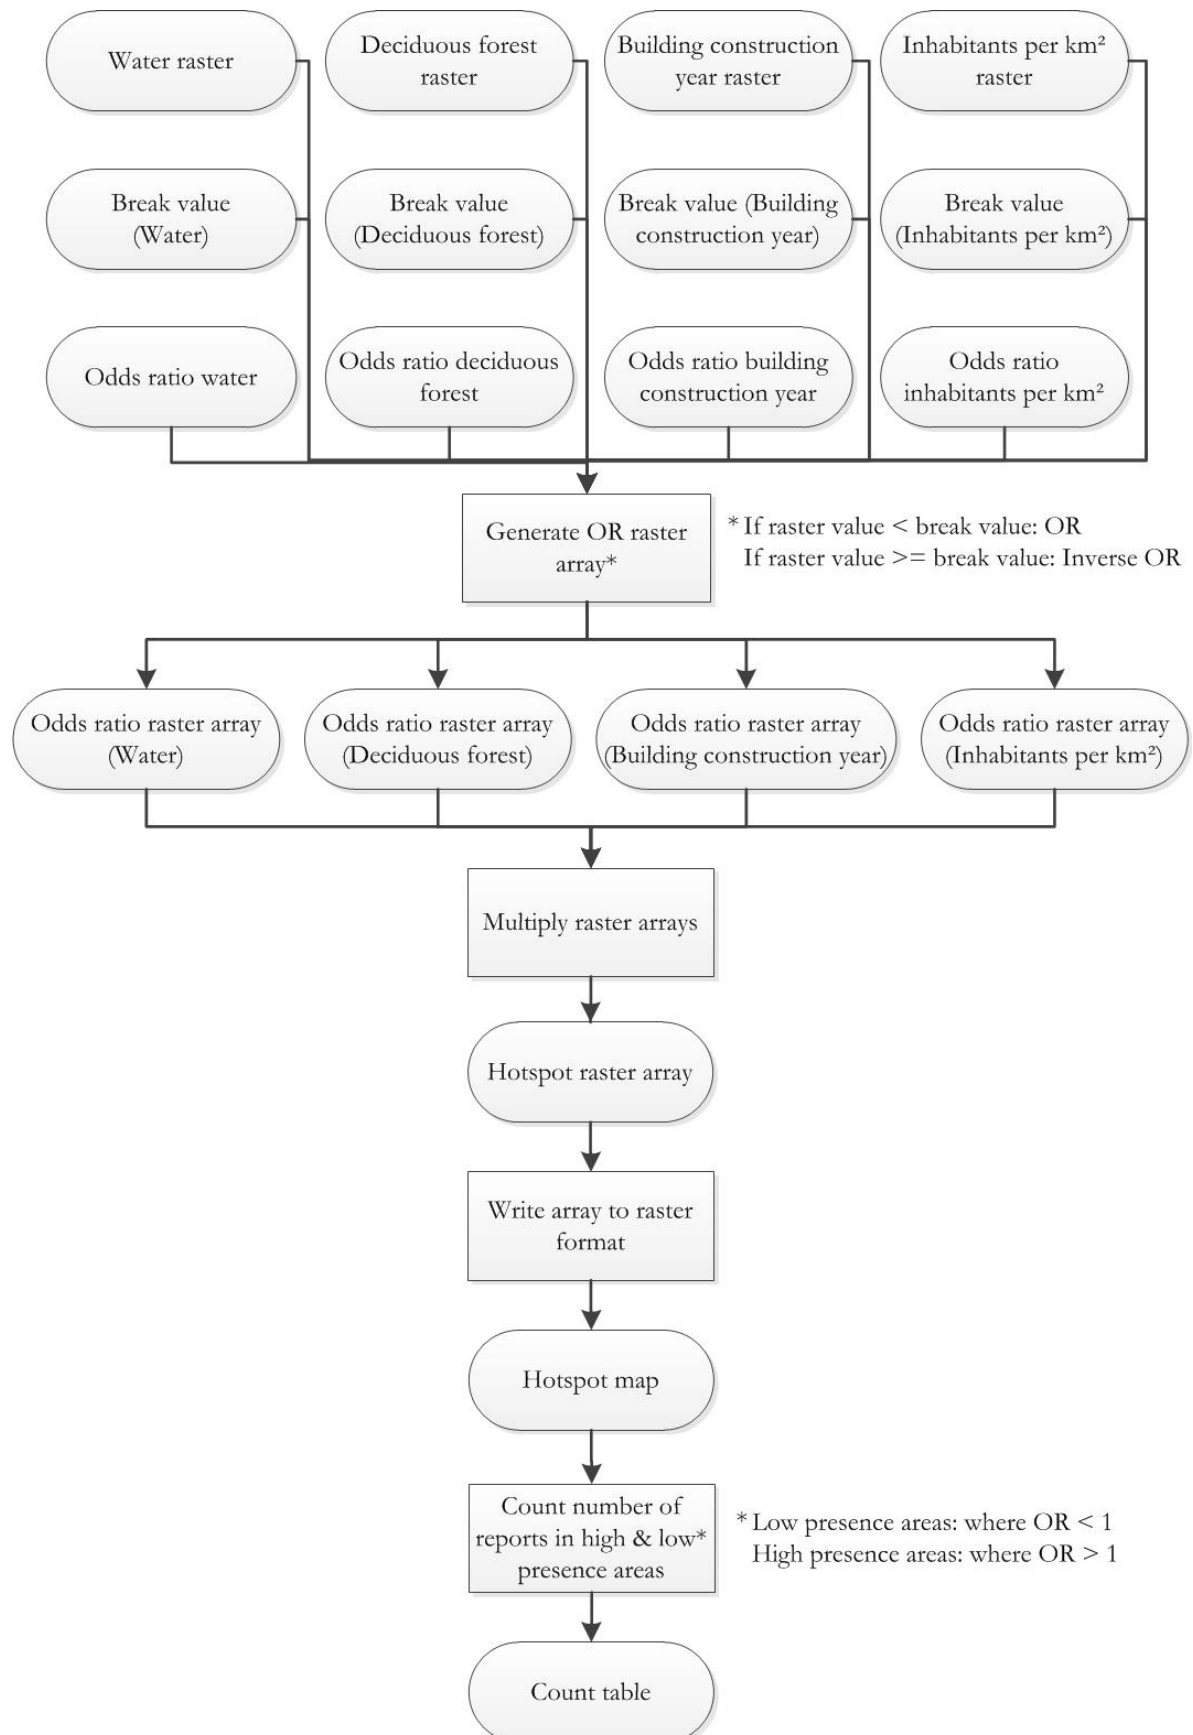 Water raster
Deciduous forest
raster
Building construction
year raster
Inhabitants per km²
raster
Break value
(Water)
Break value
(Deciduous forest)
Break value (Building
construction year)
Break value
(Inhabitants per km²)
Odds ratio water
Odds ratio deciduous
forest
Odds ratio building
construction year
Odds ratio
inhabitants per km²
Generate OR raster
array*
* If raster value < break value: OR
If raster value >= break value: Inverse OR
Odds ratio raster array
(Water)
Odds ratio raster array
(Deciduous forest)
Odds ratio raster array
(Building construction year)
Odds ratio raster array
(Inhabitants per km²)
Multiply raster arrays
Hotspot raster array
Write array to raster
format
Hotspot map
Count number of
reports in high & low*
presence areas
* Low presence areas: where OR < 1
High presence areas: where OR > 1
Count table